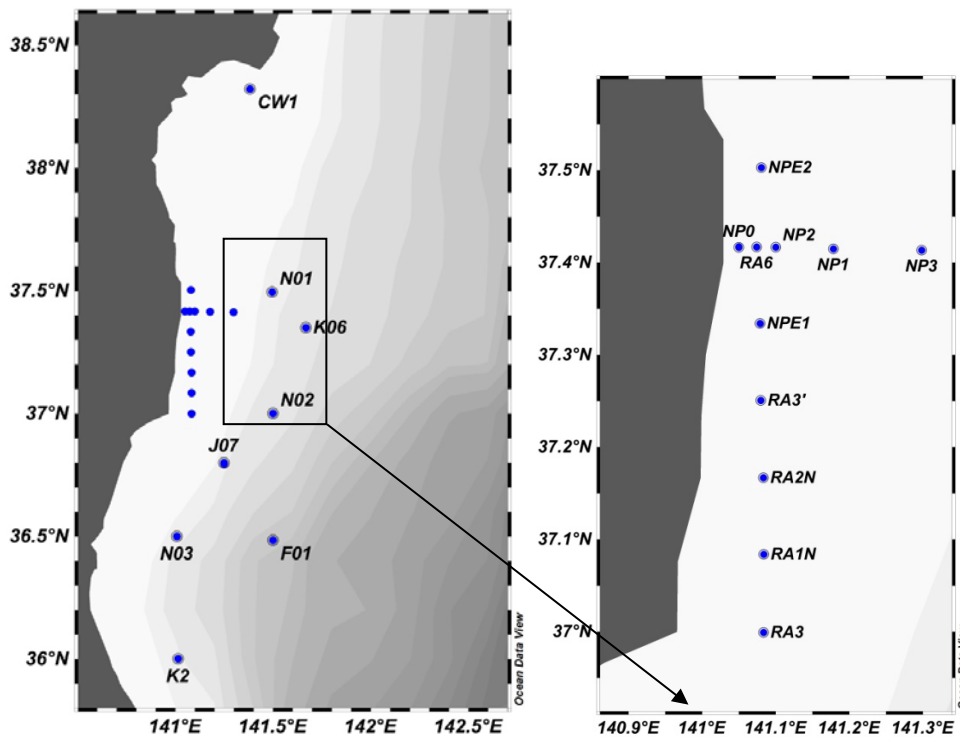 38.5°N
CW1
38°N
37.5°N
N01
K06
37°N
N02
J07
36.5°N
N03
F01
36°N
K2
141°E
141.5°E
142°E
142.5°E
Ocean Data View
37.5°N
NPE2
NP0
NP2
37.4°N
RA6
NP1
NP3
NPE1
37.3°N
RA3'
37.2°N
RA2N
37.1°N
RA1N
37°N
RA3
140.9°E
141°E
141.1°E
141.2°E
141.3°E